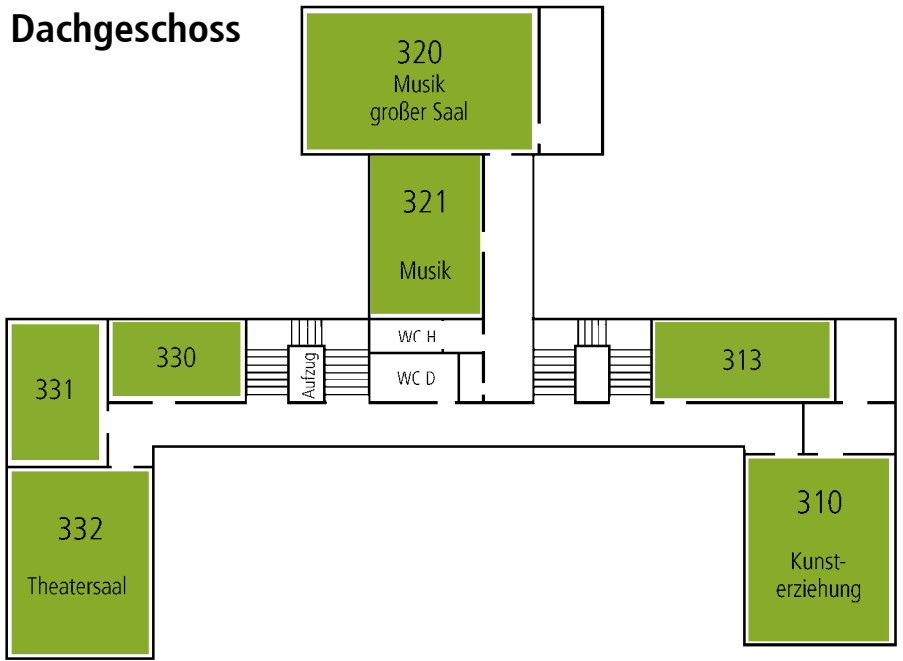 Dachgeschoss
320
Musik
großer Saal
321
Musik
WC H
WC D
Aufzug
330
331
313
332
Theatersaal
310
Kunst-
erziehung